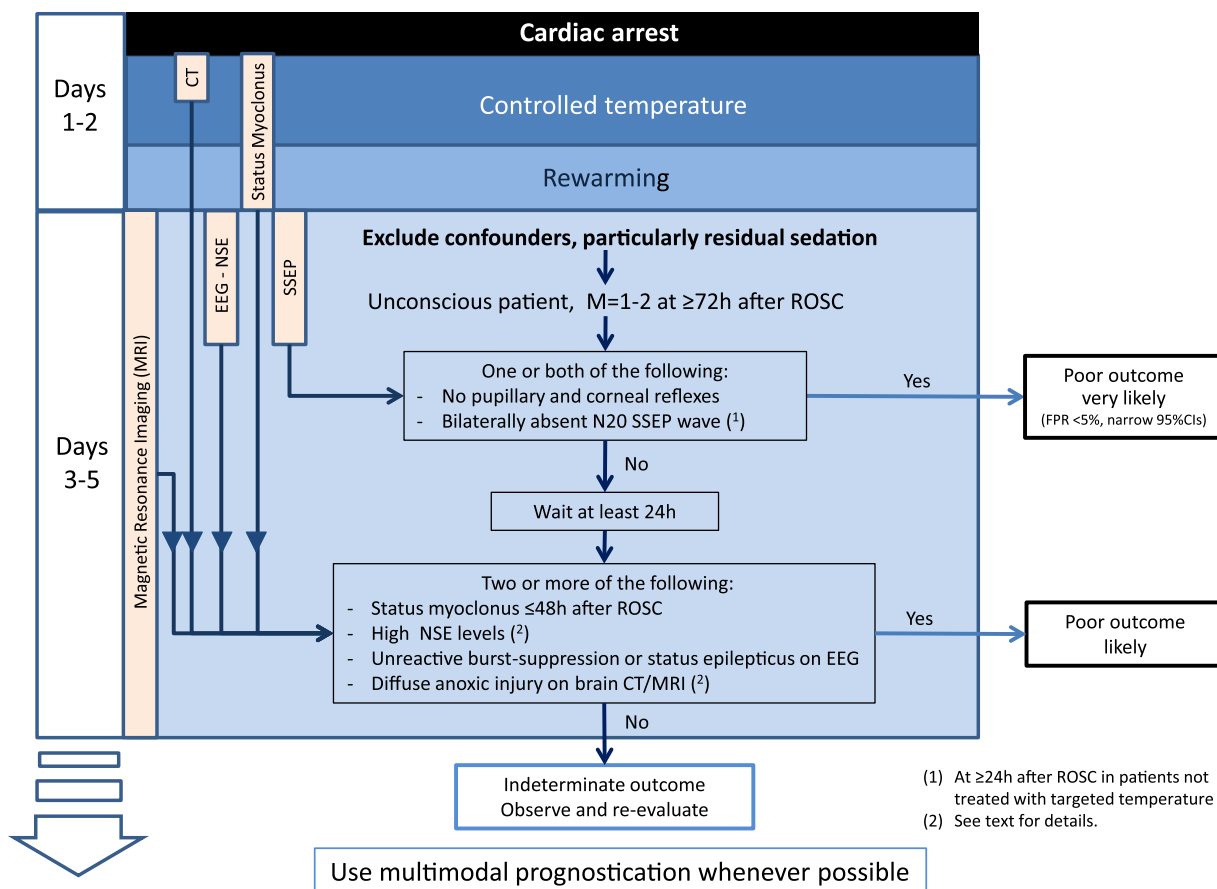 Cardiac arrest
Days
1-2
CT
Status Myoclonus
Controlled temperature
Rewarming
Days
3-5
Magnetic Resonance Imaging (MRI)
EEG - NSE
SSEP
Exclude confounders, particularly residual sedation
Unconscious patient, M=1-2 at ≥72h after ROSC
One or both of the following:
- No pupillary and corneal reflexes
- Bilaterally absent N20 SSEP wave (¹)
Yes
Poor outcome
very likely
(FPR <5%, narrow 95%CIs)
No
Wait at least 24h
Two or more of the following:
- Status myoclonus ≤48h after ROSC
- High NSE levels (²)
- Unreactive burst-suppression or status epilepticus on EEG
- Diffuse anoxic injury on brain CT/MRI (²)
Yes
Poor outcome
likely
No
Indeterminate outcome
Observe and re-evaluate
(1) At ≥24h after ROSC in patients not
treated with targeted temperature
(2) See text for details.
Use multimodal prognostication whenever possible